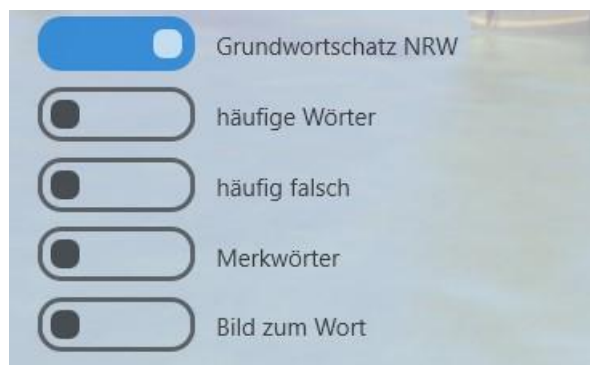 Grundwortschatz NRW
häufige Wörter
häufig falsch
Merkwörter
Bild zum Wort